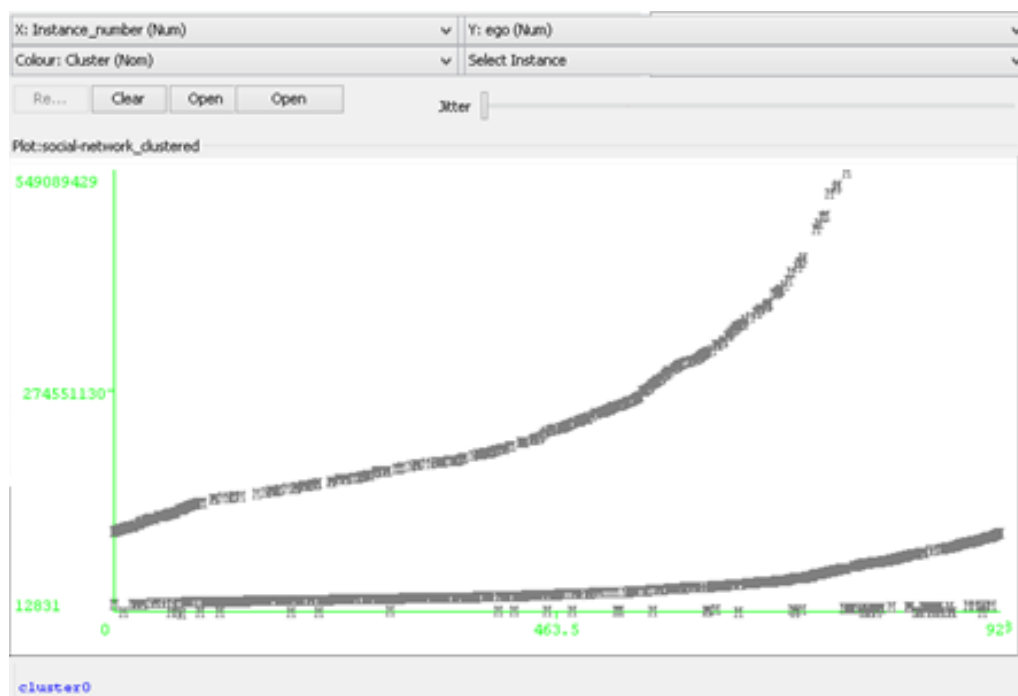 X: Instance_number (Num) Y: ego (Num)
Colour: Cluster (Nom) Select Instance
Re... Clear Open Open Jitter
Plot:social-network_clustered
549089429
274551130
12831
0 463.5
cluster0